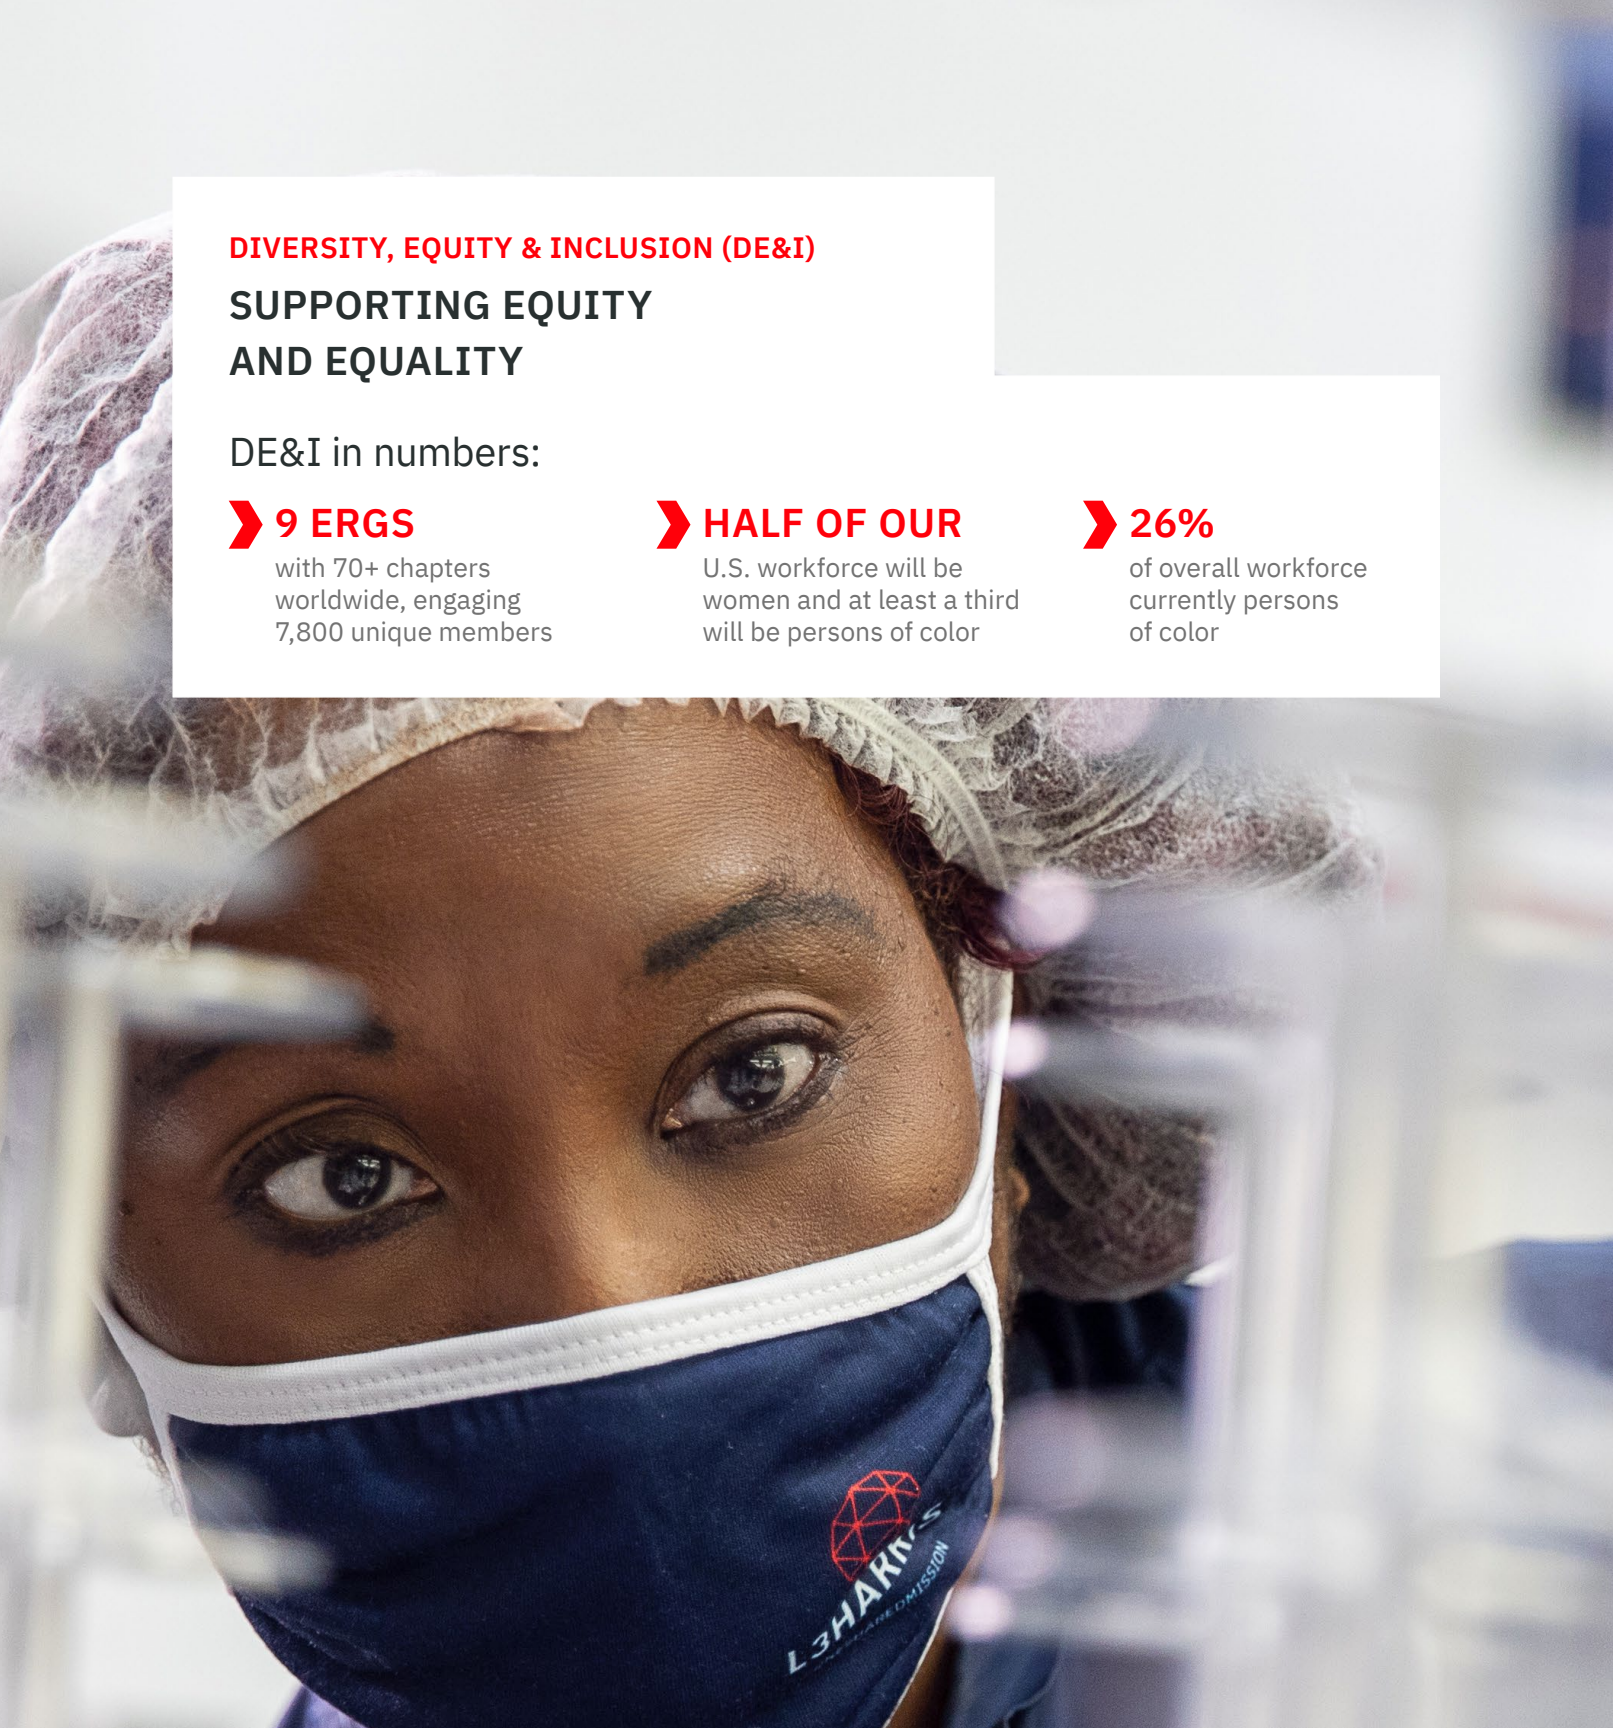 DIVERSITY, EQUITY & INCLUSION (DE&I)
SUPPORTING EQUITY
AND EQUALITY
DE&I in numbers:
9 ERGS
with 70+ chapters
worldwide, engaging
7,800 unique members
HALF OF OUR
U.S. workforce will be
women and at least a third
will be persons of color
26%
of overall workforce
currently persons
of color
L3HARRIS